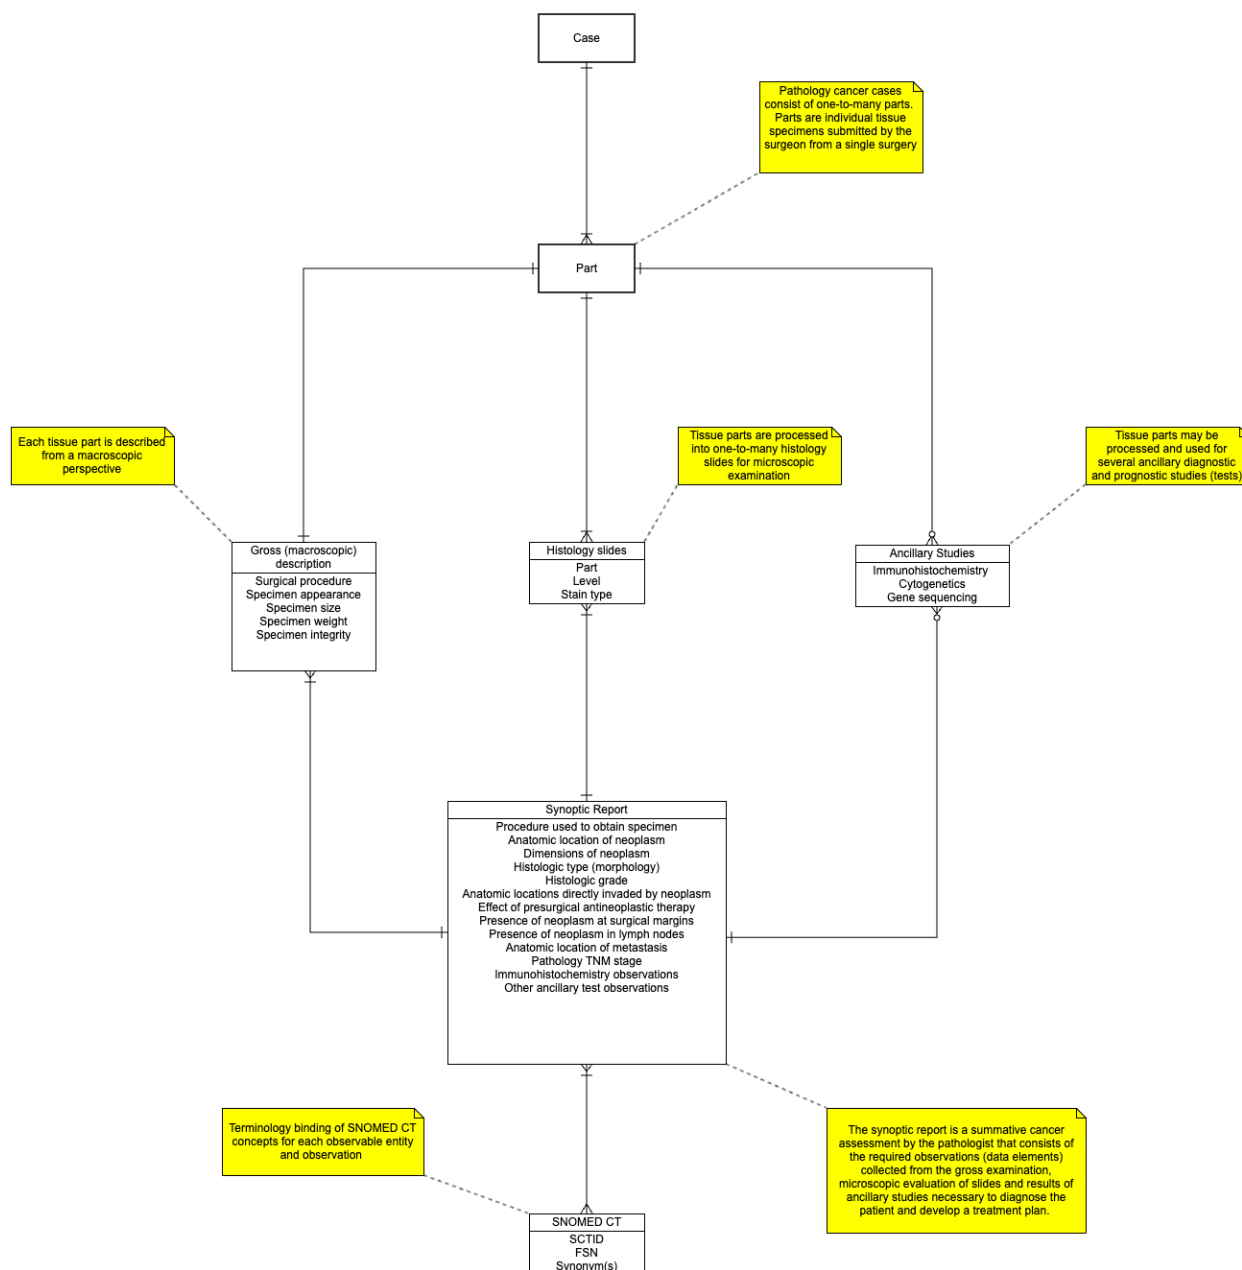 Case
Pathology cancer cases
consist of one-to-many parts.
Parts are individual tissue
specimens submitted by the
surgeon from a single surgery
Part
Each tissue part is described
from a macroscopic
perspective
Tissue parts are processed
into one-to-many histology
slides for microscopic
examination
Tissue parts may be
processed and used for
several ancillary diagnostic
and prognostic studies (tests)
Gross (macroscopic)
description
Surgical procedure
Specimen appearance
Specimen size
Specimen weight
Specimen integrity
Histology slides
Part
Level
Stain type
Ancillary Studies
Immunohistochemistry
Cytogenetics
Gene sequencing
Synoptic Report
Procedure used to obtain specimen
Anatomic location of neoplasm
Dimensions of neoplasm
Histologic type (morphology)
Histologic grade
Anatomic locations directly invaded by neoplasm
Effect of presurgical antineoplastic therapy
Presence of neoplasm at surgical margins
Presence of neoplasm in lymph nodes
Anatomic location of metastasis
Pathology TNM stage
Immunohistochemistry observations
Other ancillary test observations
Terminology binding of SNOMED CT
concepts for each observable entity
and observation
The synoptic report is a summative cancer
assessment by the pathologist that consists of
the required observations (data elements)
collected from the gross examination,
microscopic evaluation of slides and results of
ancillary studies necessary to diagnose the
patient and develop a treatment plan.
SNOMED CT
SCTID
FSN
Synonym(s)